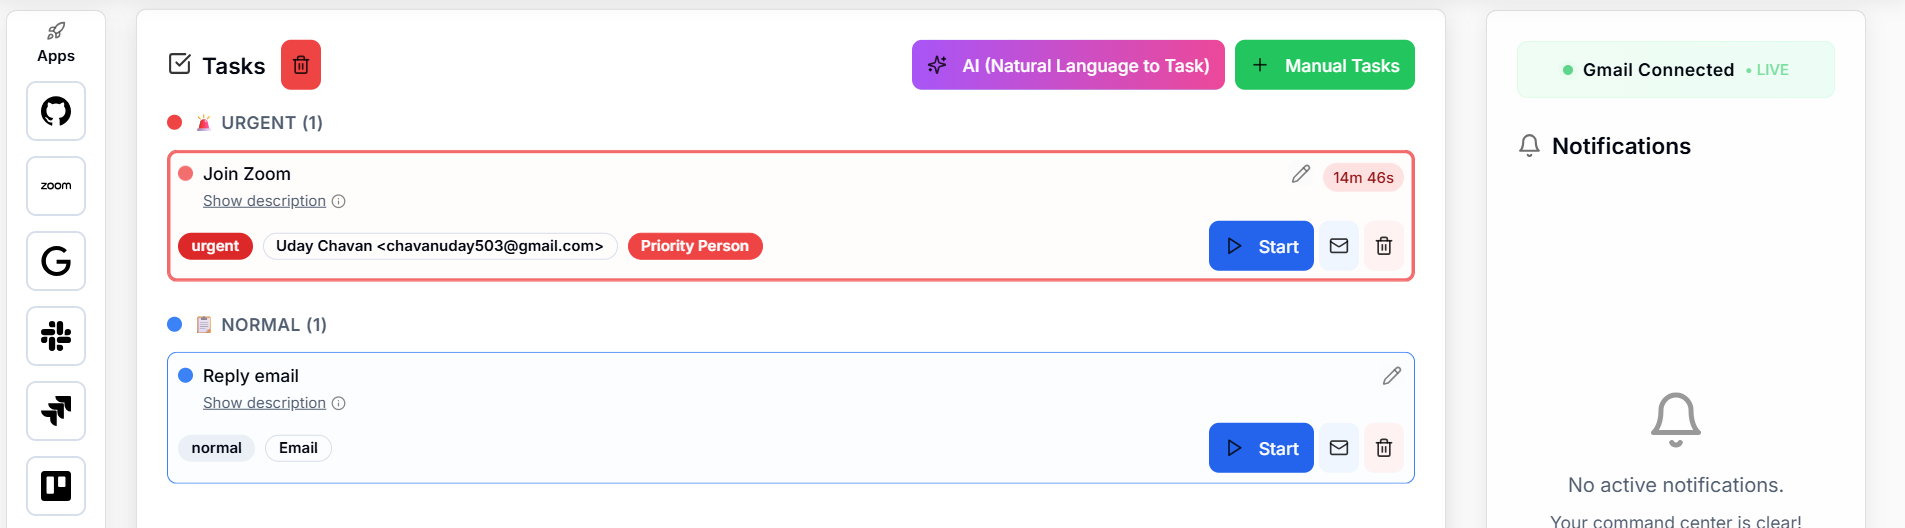 Apps
zoom
Tasks
AI (Natural Language to Task)
Manual Tasks
URGENT (1)
Join Zoom
14m 46s
Show description
urgent
Uday Chavan <chavanuday503@gmail.com>
Priority Person
Start
NORMAL (1)
Reply email
Show description
normal
Email
Start
Gmail Connected • LIVE
Notifications
No active notifications.
Your command center is clear!